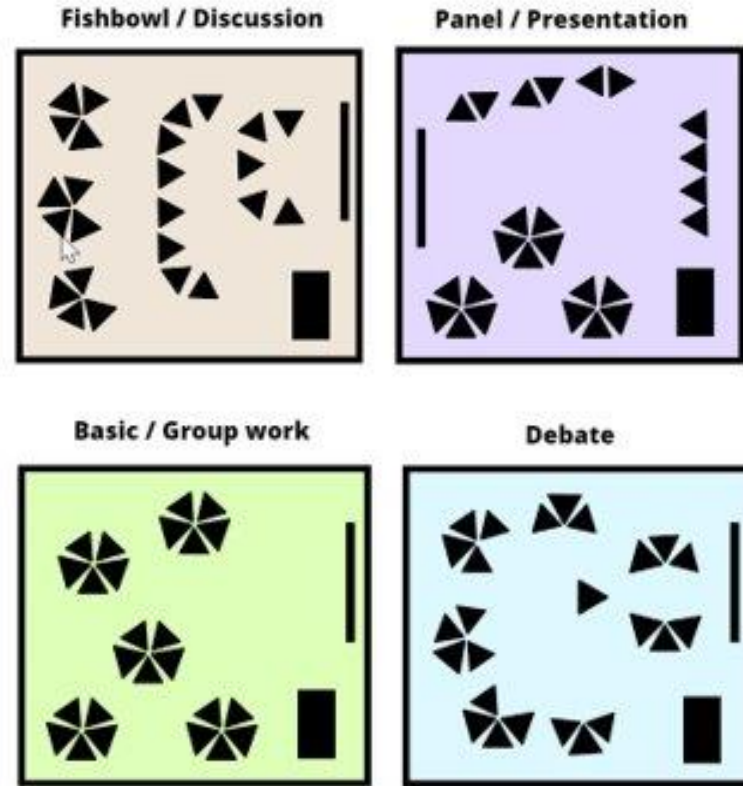 Fishbowl / Discussion
Panel / Presentation
Basic / Group work
Debate